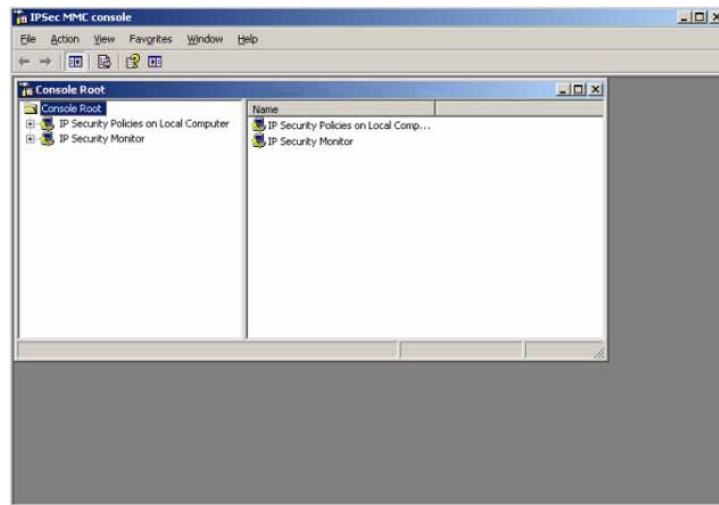 IPSec MMC console
File Action View Favorites Window Help
Console Root
Console Root
IP Security Policies on Local Computer
IP Security Monitor
Name
IP Security Policies on Local Comp...
IP Security Monitor